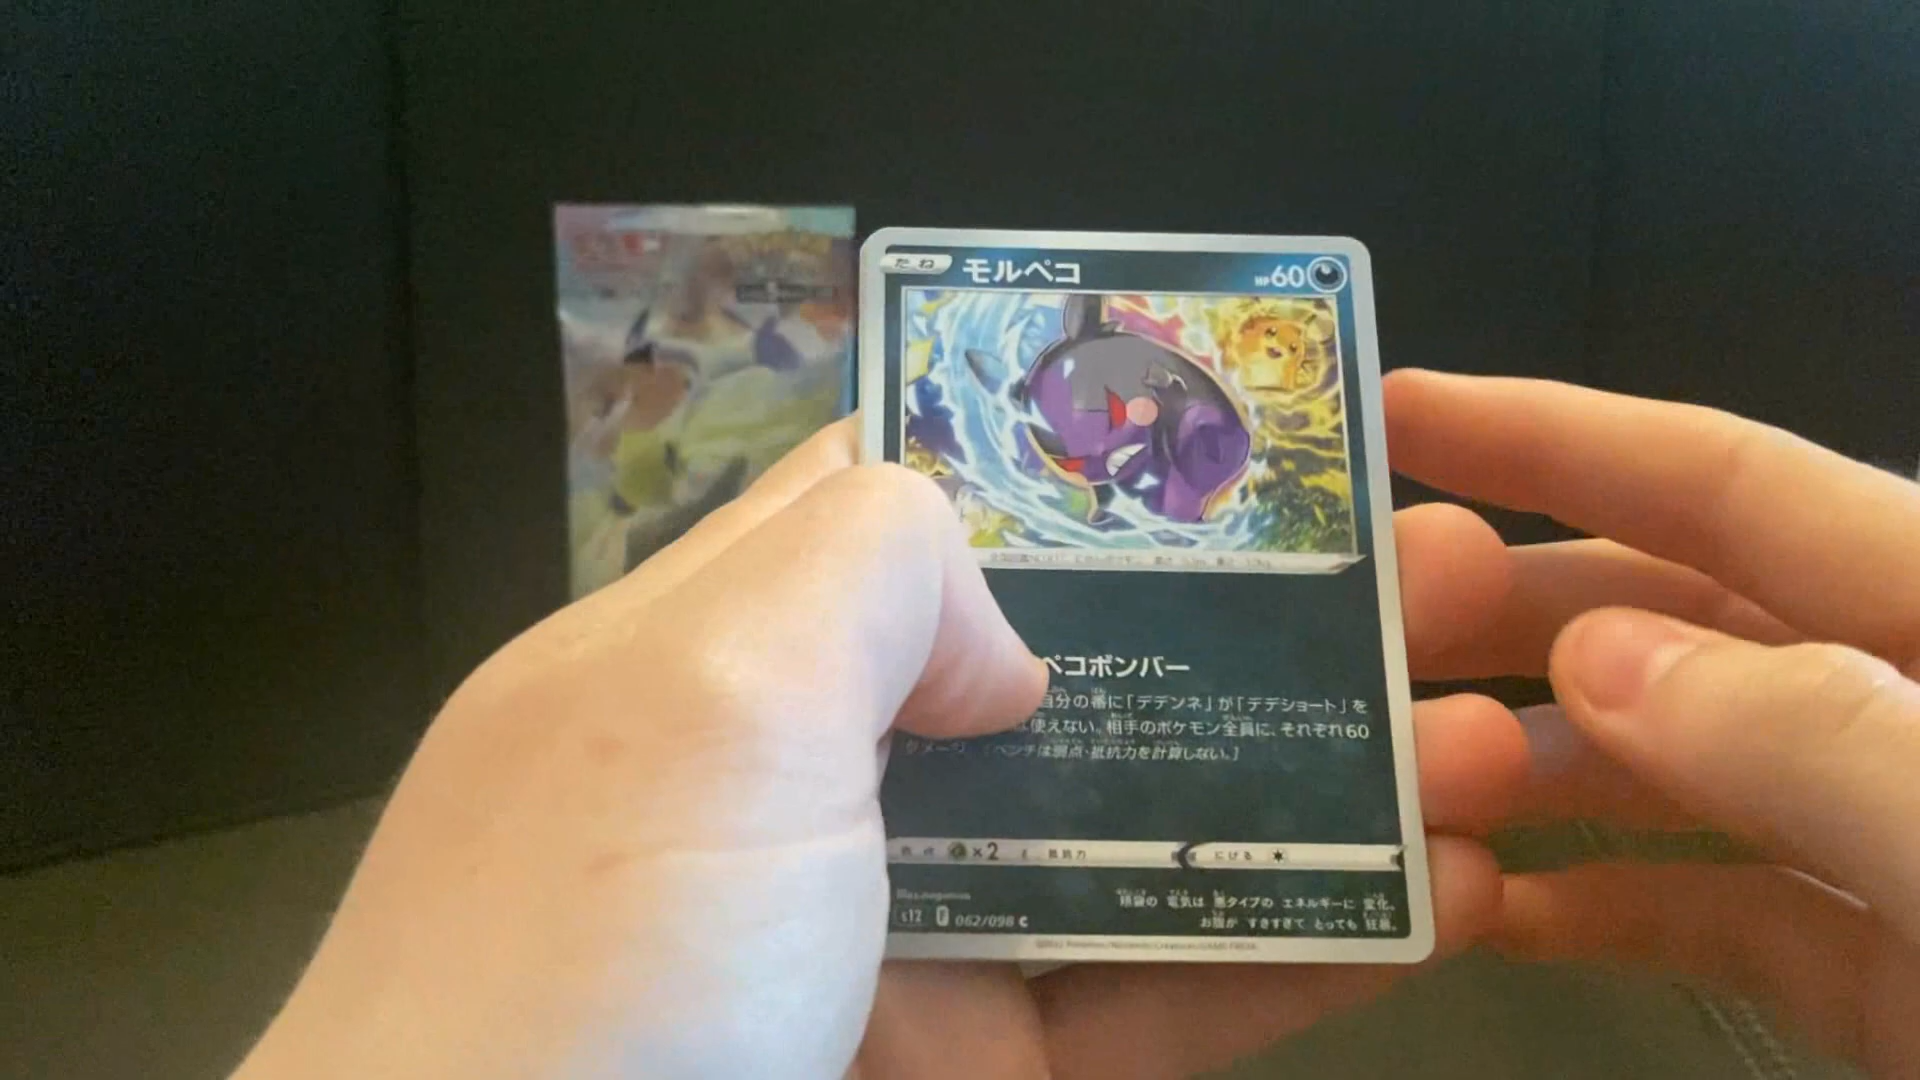 たね モルペコ HP60
ペコボンバー
自分の番に「デデンネ」が「デデショート」を
使えない。相手のポケモン全員に、それぞれ60
ダメージ [ベンチは弱点・抵抗力を計算しない。]
×2 抵抗力 にげる
s12 F 062/098 C
頬袋の 電気は 悪タイプの エネルギーに 変化。
お腹が すきすぎて とっても 狂暴。